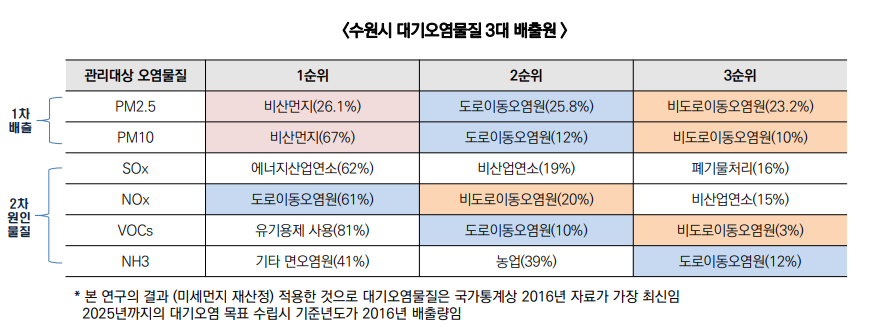 <수원시 대기오염물질 3대 배출원 >
관리대상 오염물질 1순위 2순위 3순위
1차
배출
PM2.5 비산먼지(26.1%) 도로이동오염원(25.8%) 비도로이동오염원(23.2%)
PM10 비산먼지(67%) 도로이동오염원(12%) 비도로이동오염원(10%)
2차
원인
물질
SOx 에너지산업연소(62%) 비산업연소(19%) 폐기물처리(16%)
NOx 도로이동오염원(61%) 비도로이동오염원(20%) 비산업연소(15%)
VOCs 유기용제 사용(81%) 도로이동오염원(10%) 비도로이동오염원(3%)
NH3 기타 면오염원(41%) 농업(39%) 도로이동오염원(12%)
* 본 연구의 결과 (미세먼지 재산정) 적용한 것으로 대기오염물질은 국가통계상 2016년 자료가 가장 최신임
2025년까지의 대기오염 목표 수립시 기준년도가 2016년 배출량임